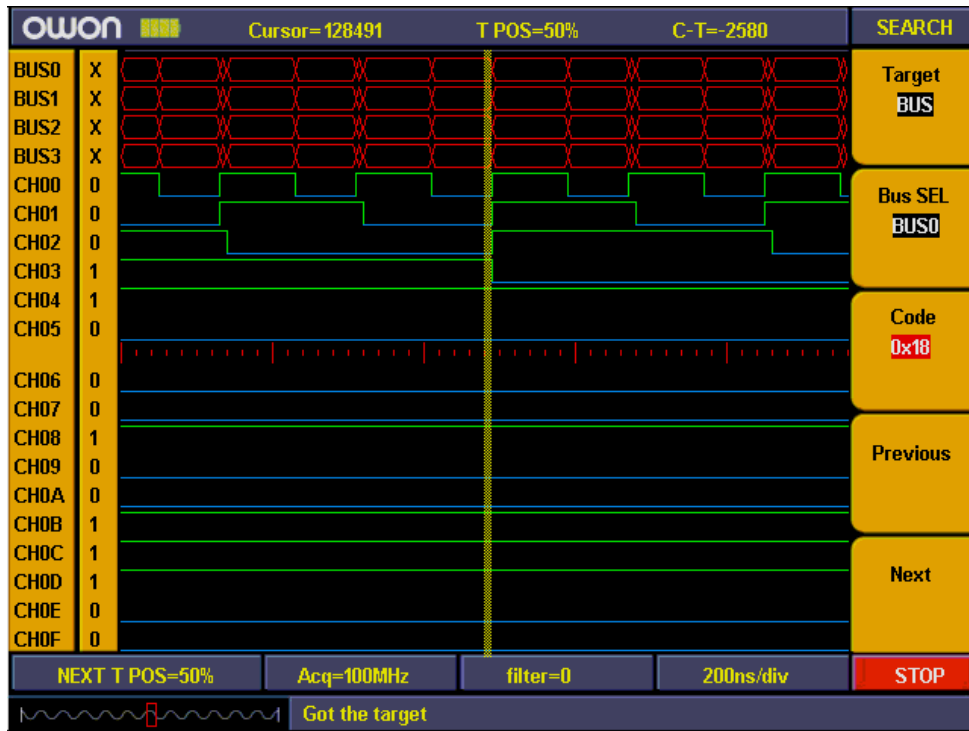 owon Cursor=128491 T POS=50% C-T=-2580 SEARCH
BUS0 X
BUS1 X
BUS2 X
BUS3 X
CH00 0
CH01 0
CH02 0
CH03 1
CH04 1
CH05 0
CH06 0
CH07 0
CH08 1
CH09 0
CH0A 0
CH0B 1
CH0C 1
CH0D 1
CH0E 0
CH0F 0
Target
BUS
Bus SEL
BUS0
Code
0x18
Previous
Next
NEXT T POS=50% Acq=100MHz filter=0 200ns/div STOP
Got the target